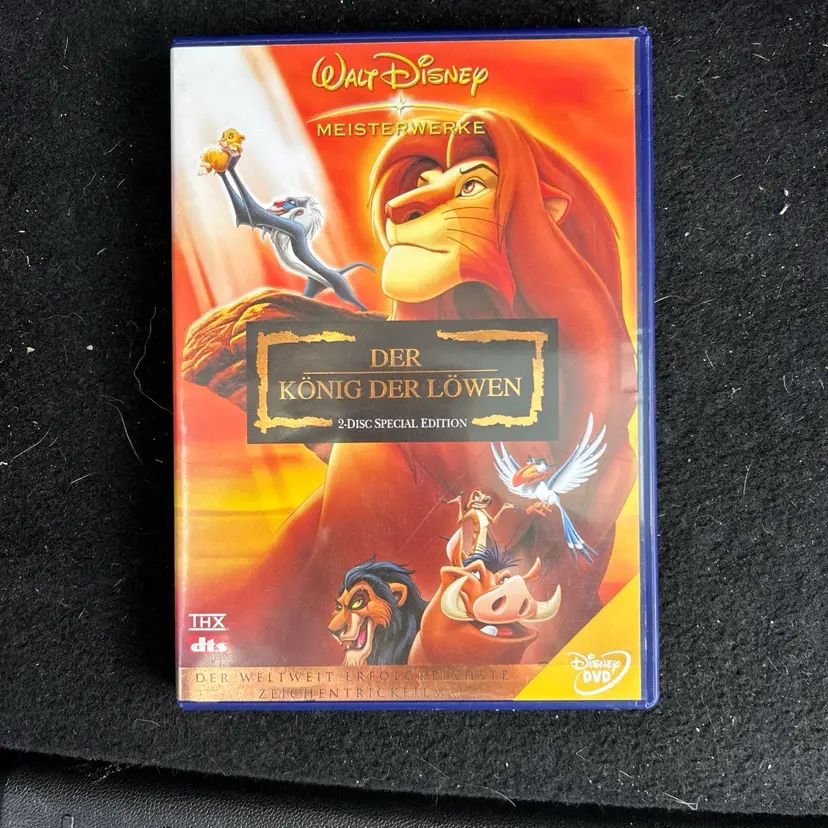 WALT DISNEY
MEISTERWERKE
DER
KÖNIG DER LÖWEN
2-DISC SPECIAL EDITION
THX
dts
DER WELTWEIT ERFOLGREICHSTE
ZEICHENTRICKFILM
DISNEY
DVD